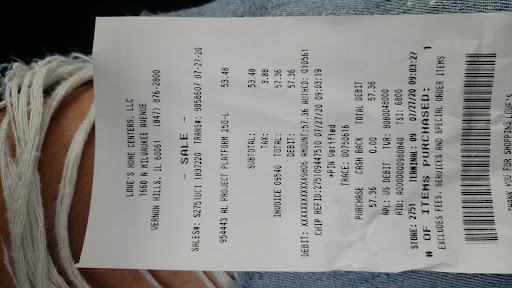 LOWE'S HOME CENTERS, LLC
1660 N MILWAUKEE AVENUE
VERNON HILLS, IL 60061 (847) 876-2800
- SALE -
SALES#: S2751OC1 1837220 TRANS#: 9858607 07-27-20
954443 AL PROJECT PLATFORM 250-L 53.48
SUBTOTAL: 53.48
TAX: 3.88
INVOICE 09540 TOTAL: 57.36
DEBIT: 57.36
DEBIT: XXXXXXXXXXXX9806 AMOUNT:57.36 AUTHCD: 010561
CHIP REFID:275109447510 07/27/20 09:03:19
*PIN Verified
TRACE: 00750616
PURCHASE CASH BACK TOTAL DEBIT
57.36 0.00 57.36
APL: US DEBIT TVR: 8080048000
AID: A0000000980840 TSI: 6800
STORE: 2751 TERMINAL: 09 07/27/20 09:03:27
# OF ITEMS PURCHASED: 1
EXCLUDES FEES, SERVICES AND SPECIAL ORDER ITEMS
THANK YOU FOR SHOPPING LOWE'S